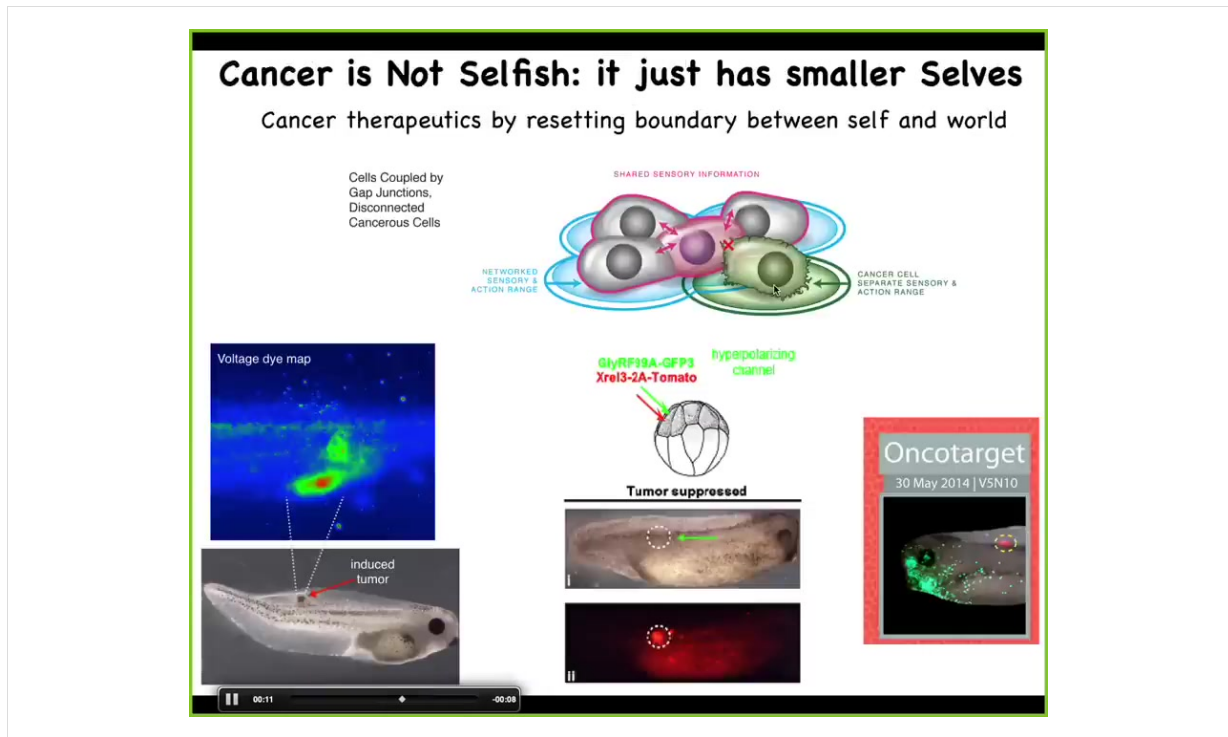 Cancer is Not Selfish: it just has smaller Selves
Cancer therapeutics by resetting boundary between self and world
Cells Coupled by
Gap Junctions,
Disconnected
Cancerous Cells
SHARED SENSORY INFORMATION
NETWORKED
SENSORY &
ACTION RANGE
CANCER CELL
SEPARATE SENSORY &
ACTION RANGE
Voltage dye map
induced
tumor
GlyRF99A-GFP3
Xrel3-2A-Tomato
hyperpolarizing
channel
Tumor suppressed
i
ii
Oncotarget
30 May 2014 | V5N10
00:11
-00:08